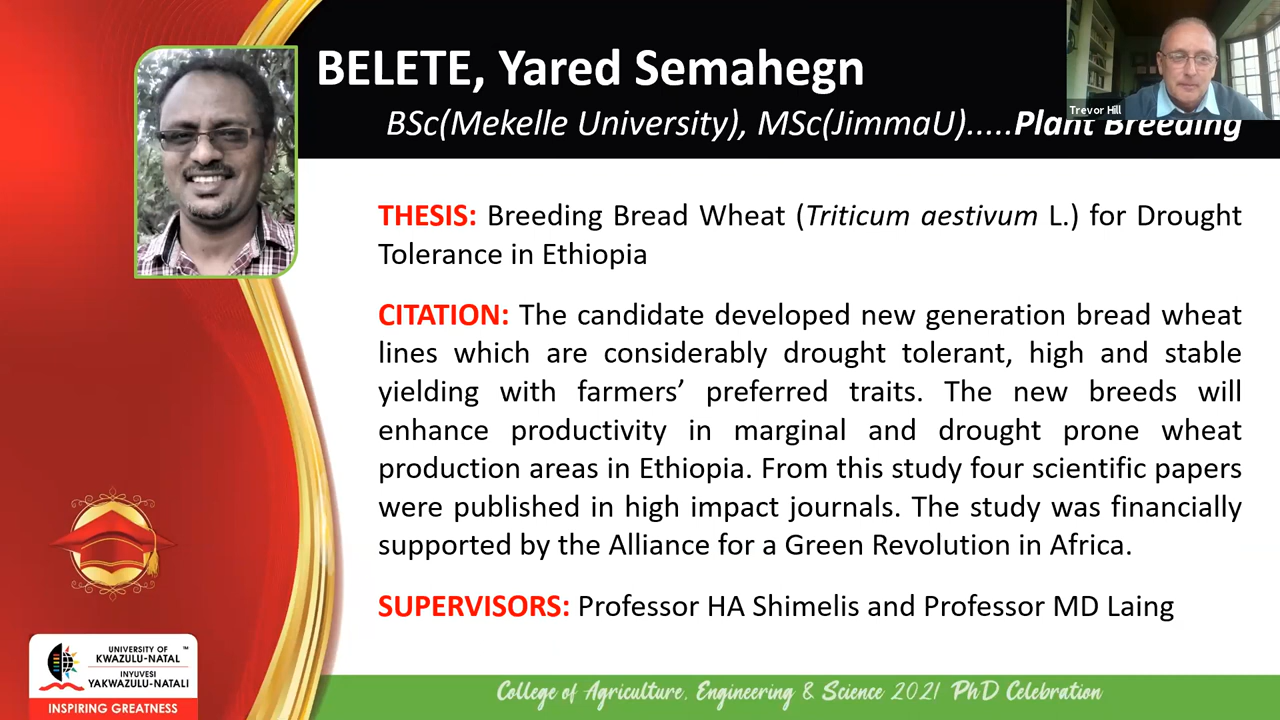 BELETE, Yared Semahegn
BSc(Mekelle University), MSc(JimmaU).....Plant Breeding
Trevor Hill
THESIS: Breeding Bread Wheat (Triticum aestivum L.) for Drought
Tolerance in Ethiopia
CITATION: The candidate developed new generation bread wheat
lines which are considerably drought tolerant, high and stable
yielding with farmers’ preferred traits. The new breeds will
enhance productivity in marginal and drought prone wheat
production areas in Ethiopia. From this study four scientific papers
were published in high impact journals. The study was financially
supported by the Alliance for a Green Revolution in Africa.
SUPERVISORS: Professor HA Shimelis and Professor MD Laing
UNIVERSITY OF ™
KWAZULU-NATAL
INYUVESI
YAKWAZULU-NATALI
INSPIRING GREATNESS
College of Agriculture, Engineering & Science 2021 PhD Celebration